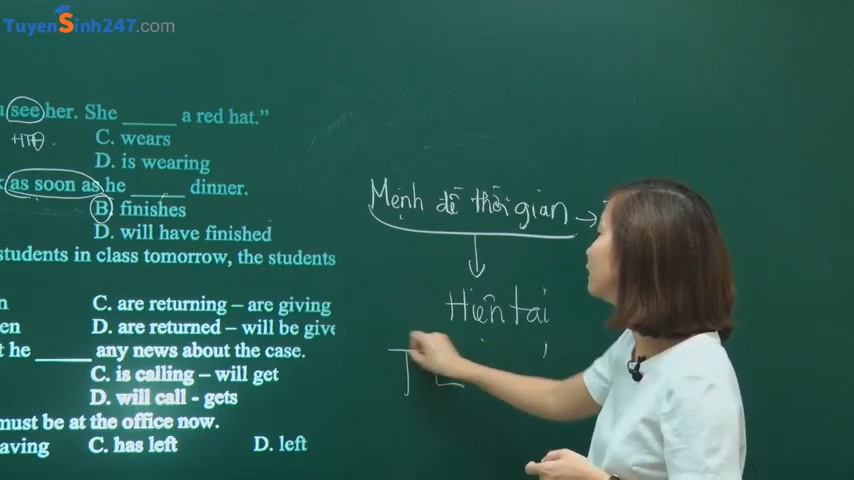 TuyenSinh247.com
see her. She ______ a red hat.”
HTTD.
C. wears
D. is wearing
as soon as he ______ dinner.
B. finishes
D. will have finished
students in class tomorrow, the students
C. are returning – are giving
en D. are returned – will be give
t he ______ any news about the case.
C. is calling – will get
D. will call - gets
must be at the office now.
aving C. has left D. left
Mệnh đề thời gian →
Hiện tại
T L